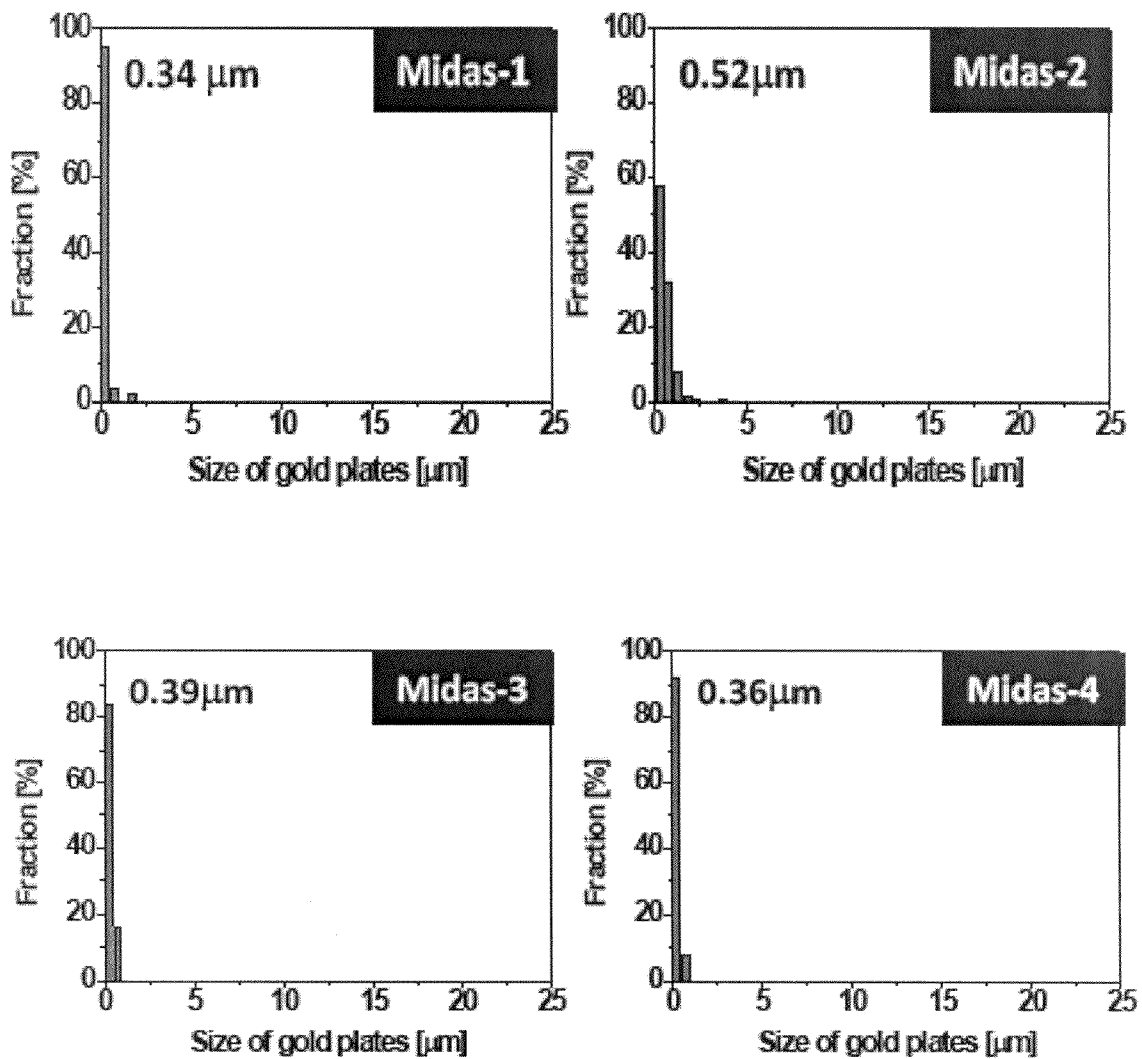 100
80
60
40
20
0
Fraction [%]
0.34 μm
Midas-1
0 5 10 15 20 25
Size of gold plates [μm]
100
80
60
40
20
0
Fraction [%]
0.52μm
Midas-2
0 5 10 15 20 25
Size of gold plates [μm]
100
80
60
40
20
0
Fraction [%]
0.39μm
Midas-3
0 5 10 15 20 25
Size of gold plates [μm]
100
80
60
40
20
0
Fraction [%]
0.36μm
Midas-4
0 5 10 15 20 25
Size of gold plates [μm]